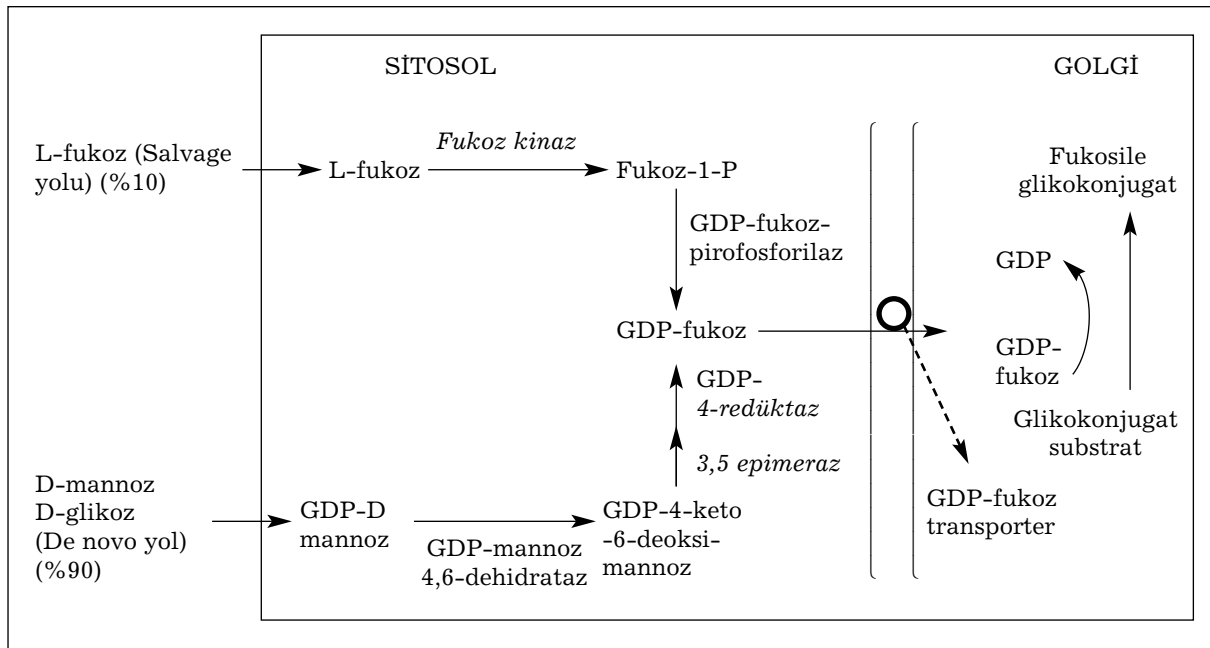 SİTOSOL
GOLGİ
L-fukoz (Salvage
yolu) (%10)
L-fukoz
Fukoz kinaz
Fukoz-1-P
Fukosile
glikokonjugat
GDP-fukoz-
pirofosforilaz
GDP
GDP-fukoz
GDP-
fukoz
GDP-
4-redüktaz
Glikokonjugat
substrat
3,5 epimeraz
D-mannoz
D-glikoz
(De novo yol)
(%90)
GDP-D
mannoz
GDP-mannoz
4,6-dehidrataz
GDP-4-keto
-6-deoksi-
mannoz
GDP-fukoz
transporter